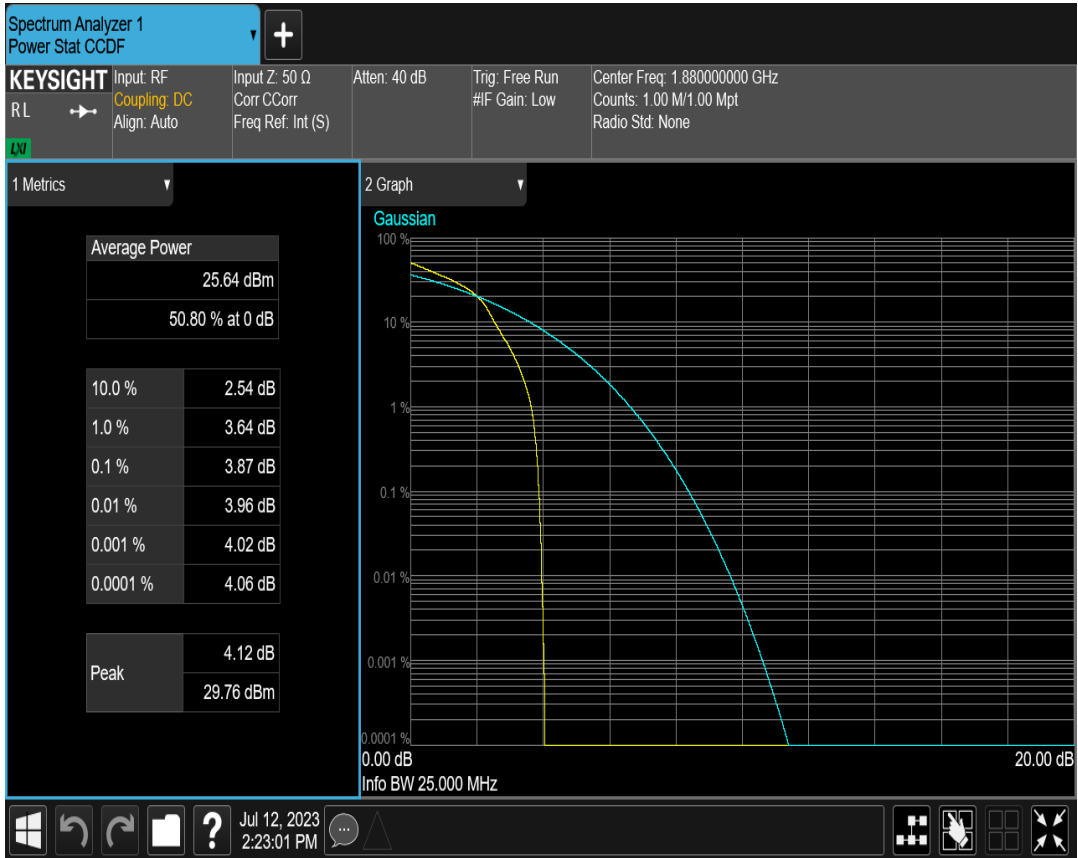 Spectrum Analyzer 1
Power Stat CCDF
+
KEYSIGHT
R L
LXI
Input: RF
Coupling: DC
Align: Auto
Input Z: 50 Ω
Corr CCorr
Freq Ref: Int (S)
Atten: 40 dB
Trig: Free Run
#IF Gain: Low
Center Freq: 1.880000000 GHz
Counts: 1.00 M/1.00 Mpt
Radio Std: None
1 Metrics
Average Power
25.64 dBm
50.80 % at 0 dB
10.0 % 2.54 dB
1.0 % 3.64 dB
0.1 % 3.87 dB
0.01 % 3.96 dB
0.001 % 4.02 dB
0.0001 % 4.06 dB
Peak
4.12 dB
29.76 dBm
2 Graph
Gaussian
100 %
10 %
1 %
0.1 %
0.01 %
0.001 %
0.0001 %
0.00 dB 20.00 dB
Info BW 25.000 MHz
?
Jul 12, 2023
2:23:01 PM